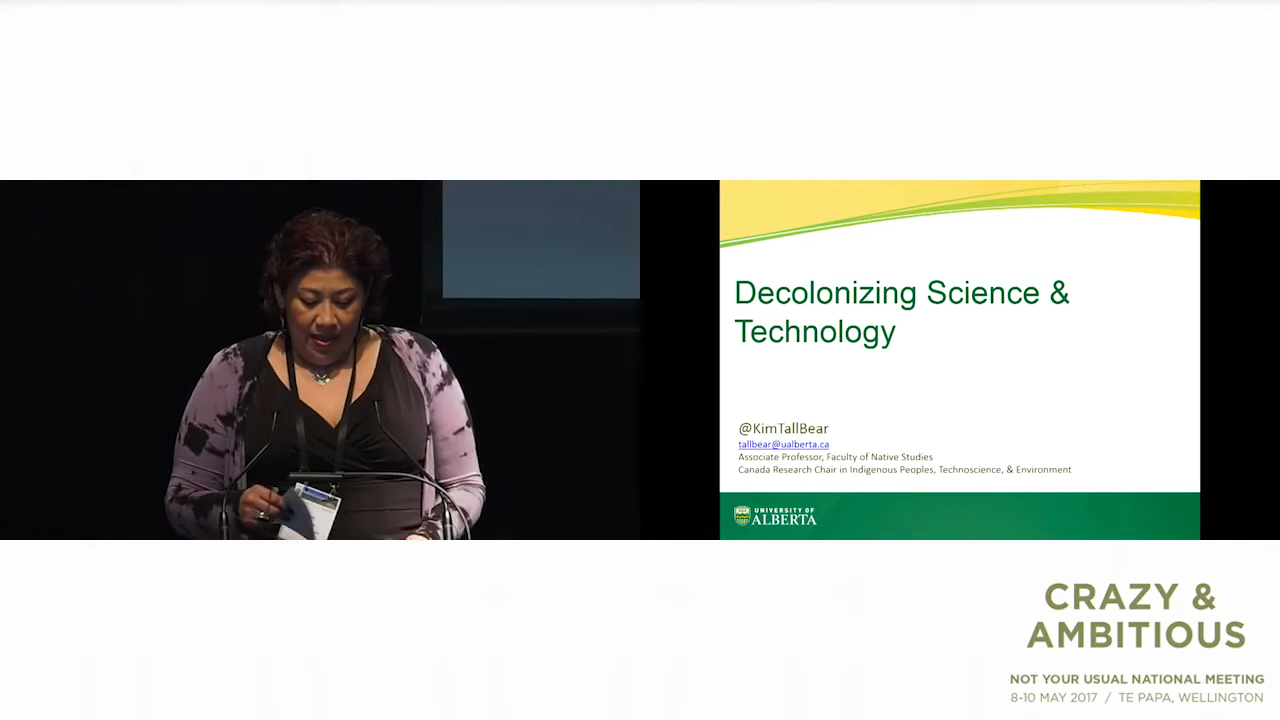 Decolonizing Science &
Technology
@KimTallBear
tallbear@ualberta.ca
Associate Professor, Faculty of Native Studies
Canada Research Chair in Indigenous Peoples, Technoscience, & Environment
UNIVERSITY OF
ALBERTA
CRAZY &
AMBITIOUS
NOT YOUR USUAL NATIONAL MEETING
8-10 MAY 2017 / TE PAPA, WELLINGTON